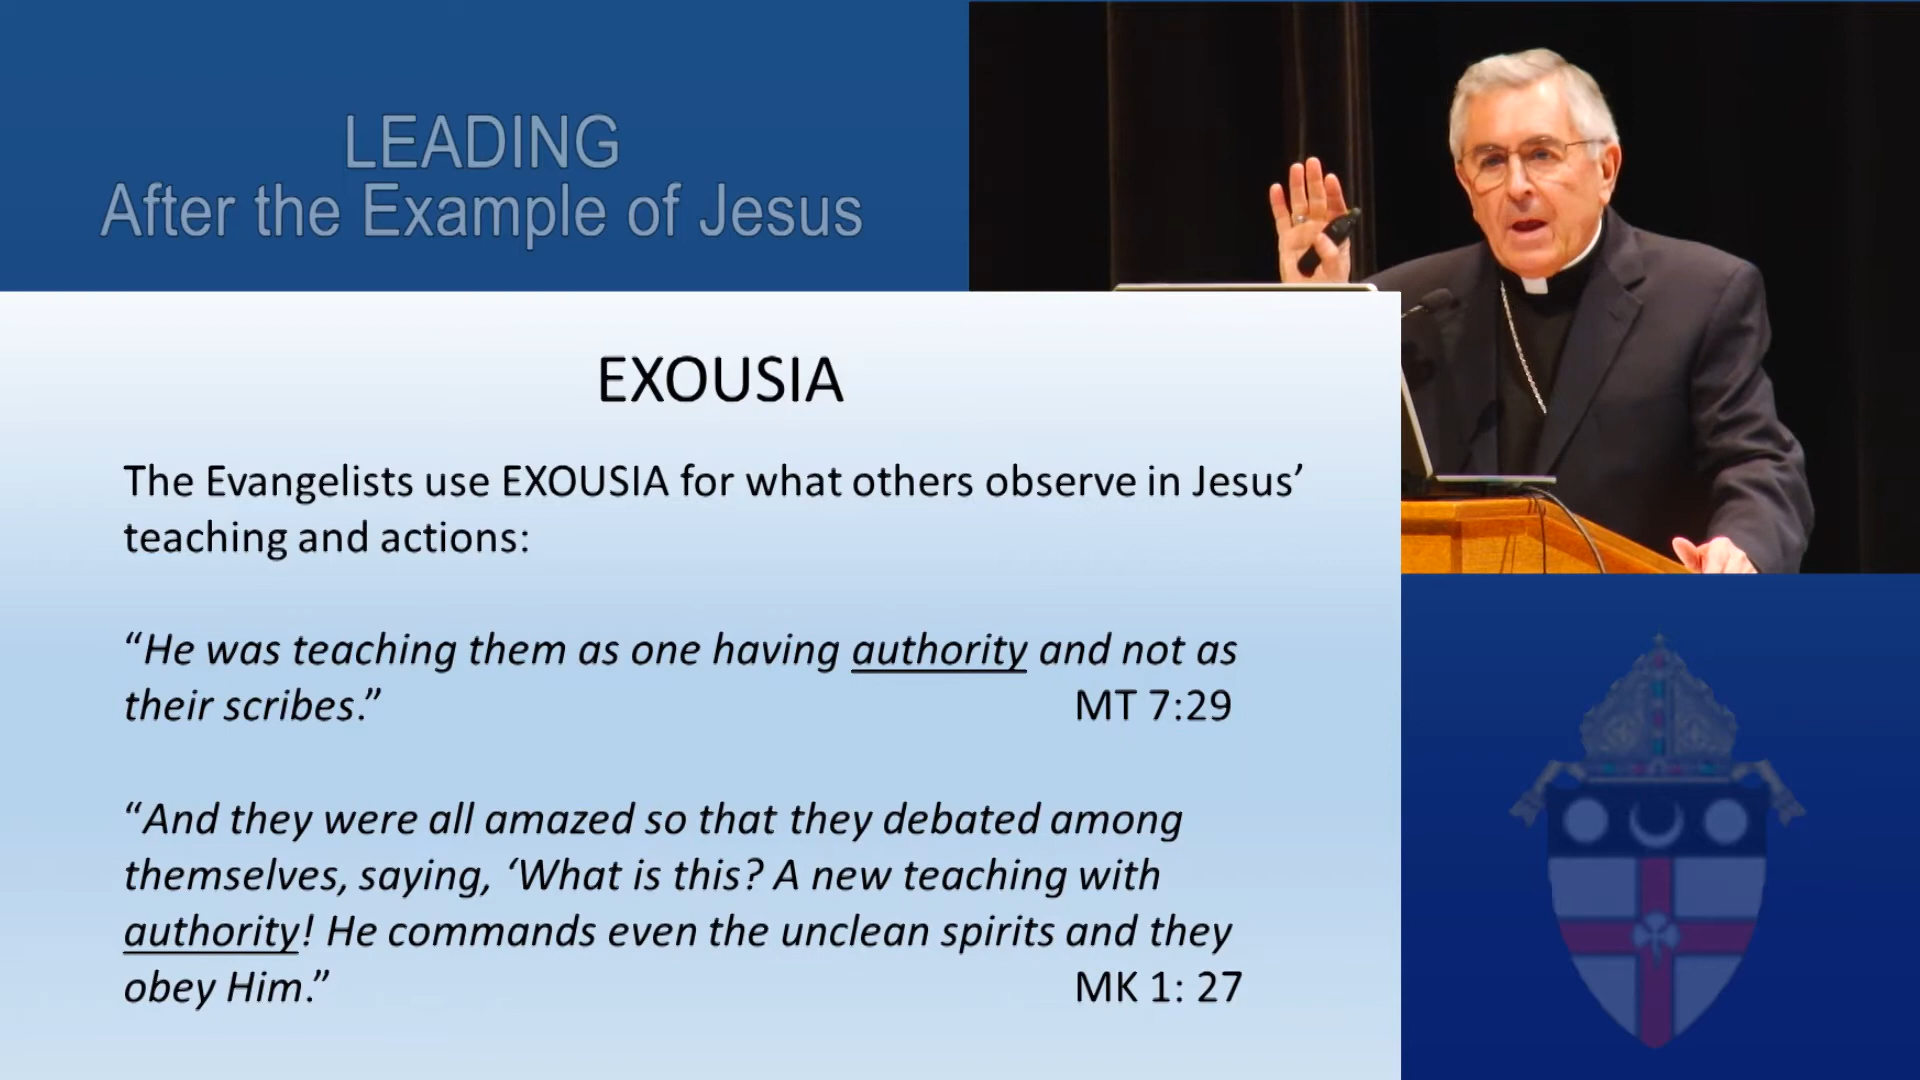 LEADING
After the Example of Jesus
EXOUSIA
The Evangelists use EXOUSIA for what others observe in Jesus’
teaching and actions:
“He was teaching them as one having authority and not as
their scribes.” MT 7:29
“And they were all amazed so that they debated among
themselves, saying, ‘What is this? A new teaching with
authority! He commands even the unclean spirits and they
obey Him.” MK 1: 27